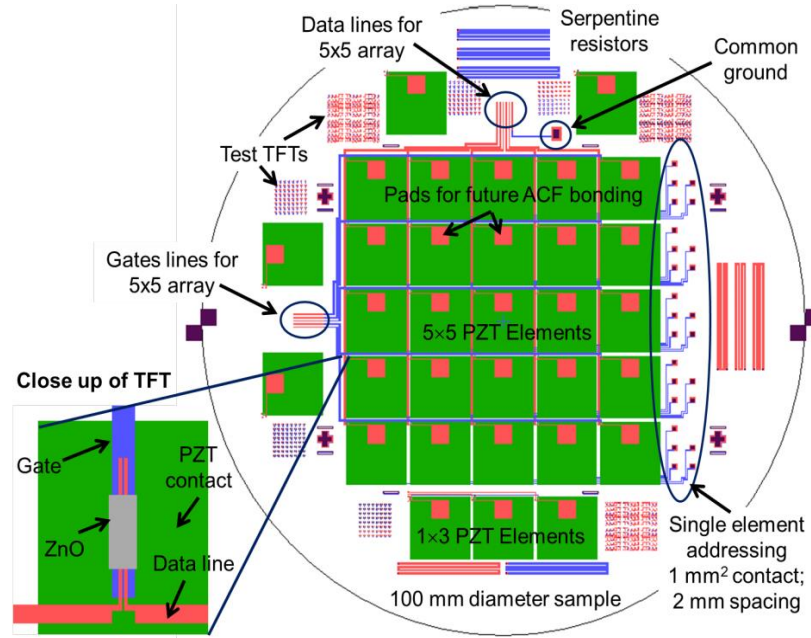 Data lines for
5x5 array
Serpentine
resistors
Common
ground
Test TFTs
Pads for future ACF bonding
Gates lines for
5x5 array
5×5 PZT Elements
Close up of TFT
Gate
PZT
contact
ZnO
Data line
1×3 PZT Elements
Single element
addressing
1 mm² contact;
2 mm spacing
100 mm diameter sample